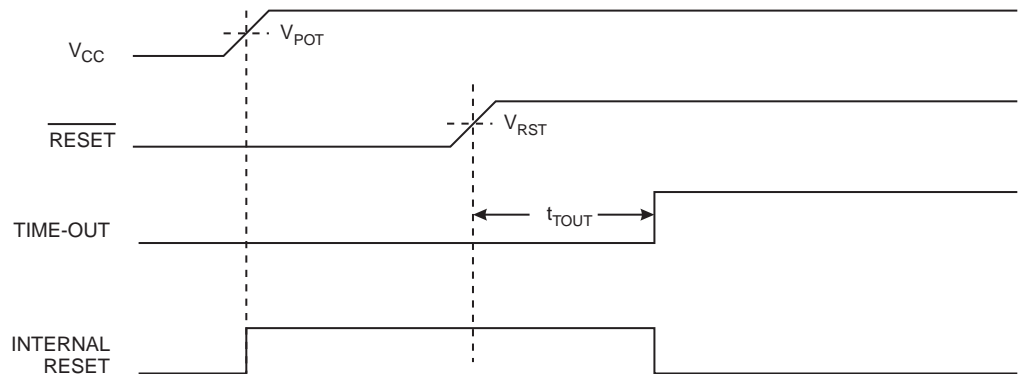 V_CC
V_POT
RESET
V_RST
TIME-OUT
t_TOUT
INTERNAL
RESET